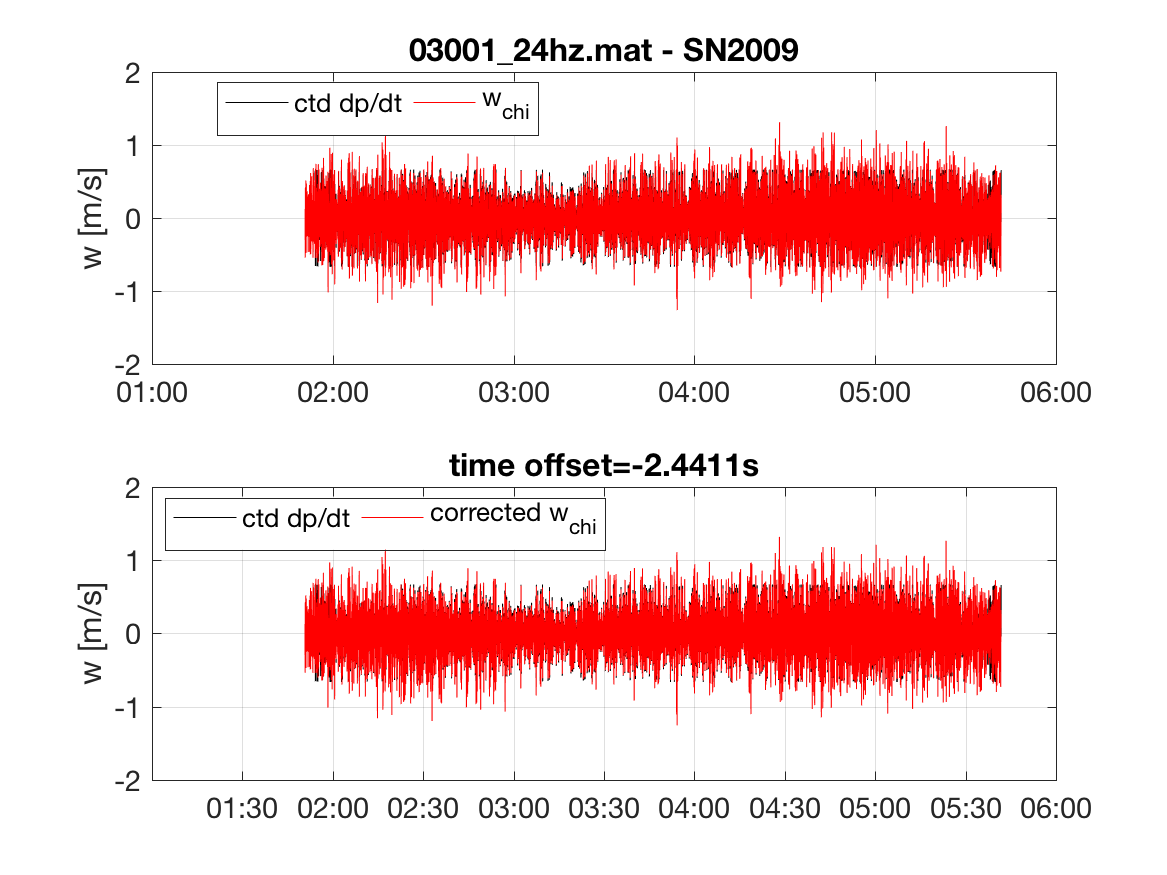 03001_24hz.mat - SN2009
ctd dp/dt w_chi
w [m/s]
2
1
0
-1
-2
01:00 02:00 03:00 04:00 05:00 06:00
time offset=-2.4411s
ctd dp/dt corrected w_chi
w [m/s]
2
1
0
-1
-2
01:30 02:00 02:30 03:00 03:30 04:00 04:30 05:00 05:30 06:00